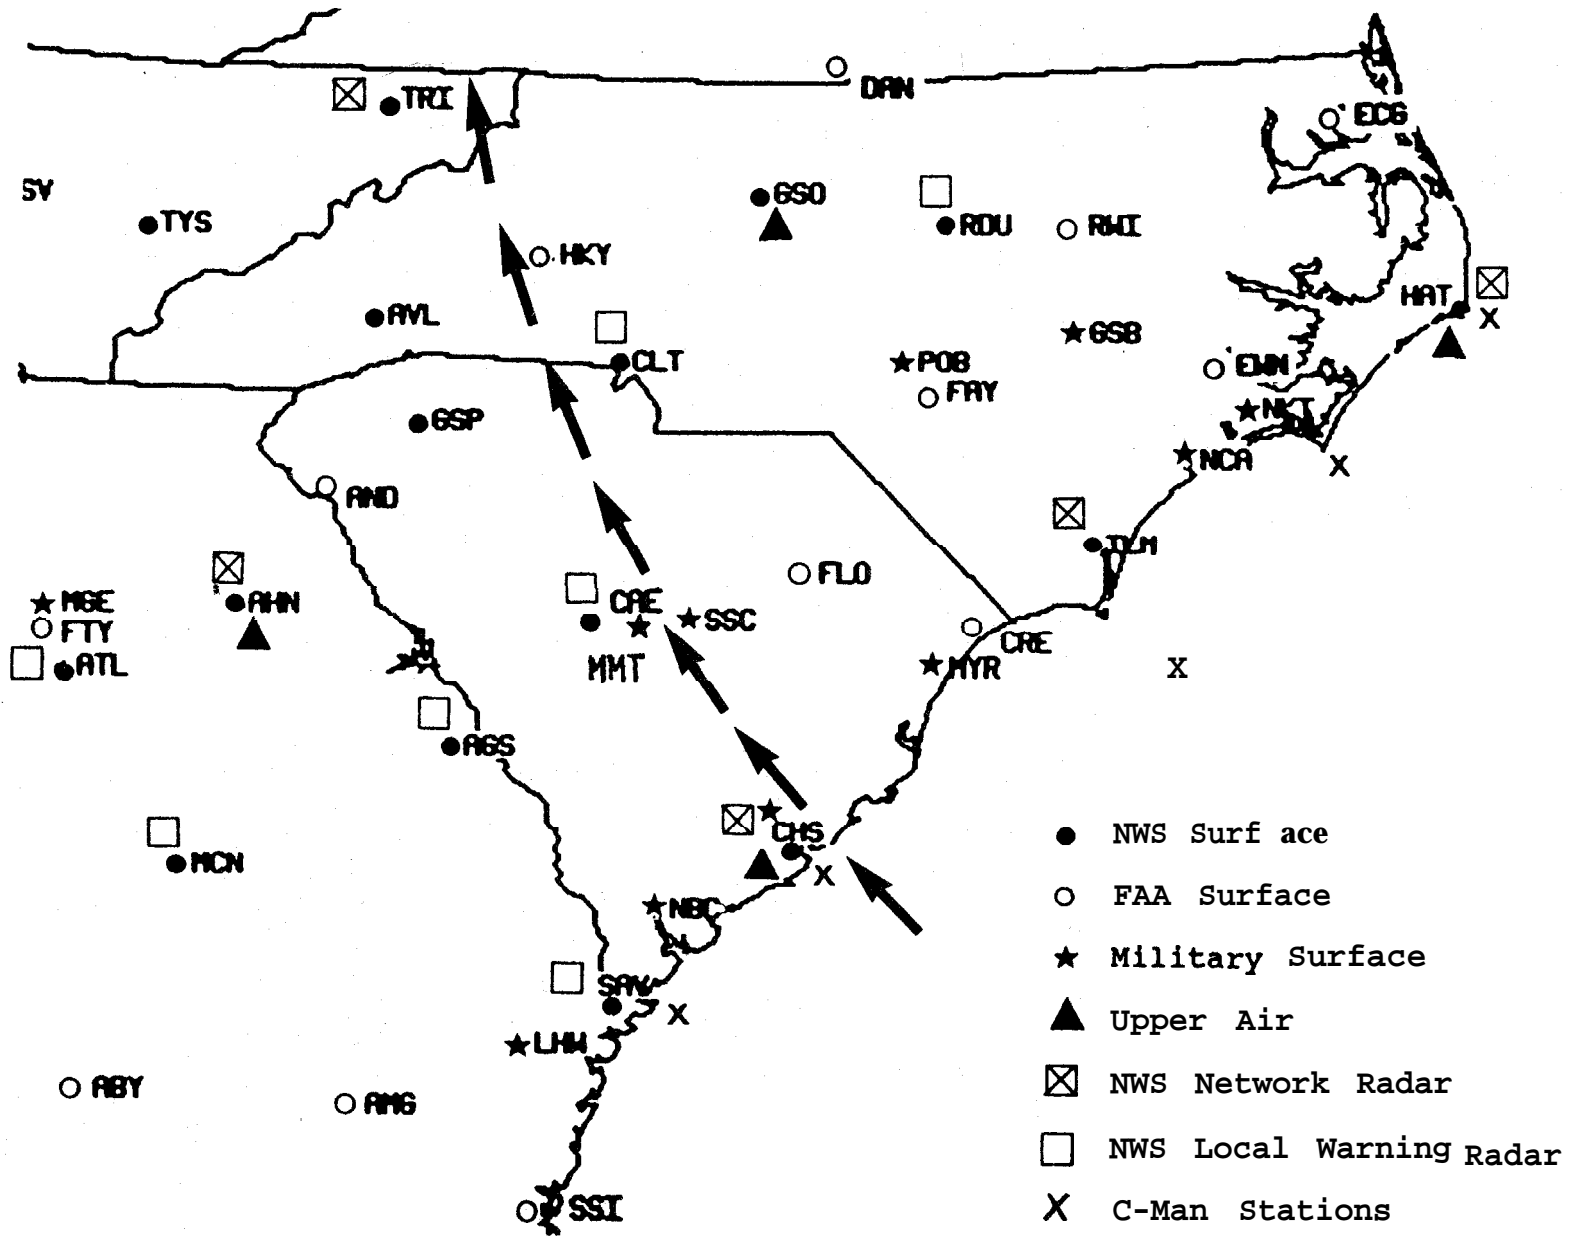 DAN
TRI
ECG
SV
TYS
GSO
RDU
RWI
HKY
HAT
X
AVL
GSB
CLT
POB
EWN
FAY
NKT
GSP
NCA
X
AND
ILM
FLO
AHN
CAE
MGE
FTY
SSC
ATL
MMT
CRE
MYR
X
AGS
CHS
MCN
X
NBC
SAV
X
LHW
ABY
AMG
SSI
NWS Surf ace
FAA Surface
Military Surface
Upper Air
NWS Network Radar
NWS Local Warning Radar
X C-Man Stations